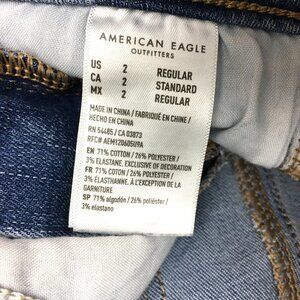 AMERICAN EAGLE
OUTFITTERS
US 2 REGULAR
CA 2 STANDARD
MX 2 REGULAR
MADE IN CHINA / FABRIQUÉ EN CHINE /
HECHO EN CHINA
RN 54485 / CA 03873
RFC# AEM120605U9A
EN 71% COTTON / 26% POLYESTER /
3% ELASTANE. EXCLUSIVE OF DECORATION
FR 71% COTON / 26% POLYESTER /
3% ÉLASTHANNE. À L'EXCEPTION DE LA
GARNITURE
SP 71% algodón / 26% poliéster /
3% elastano